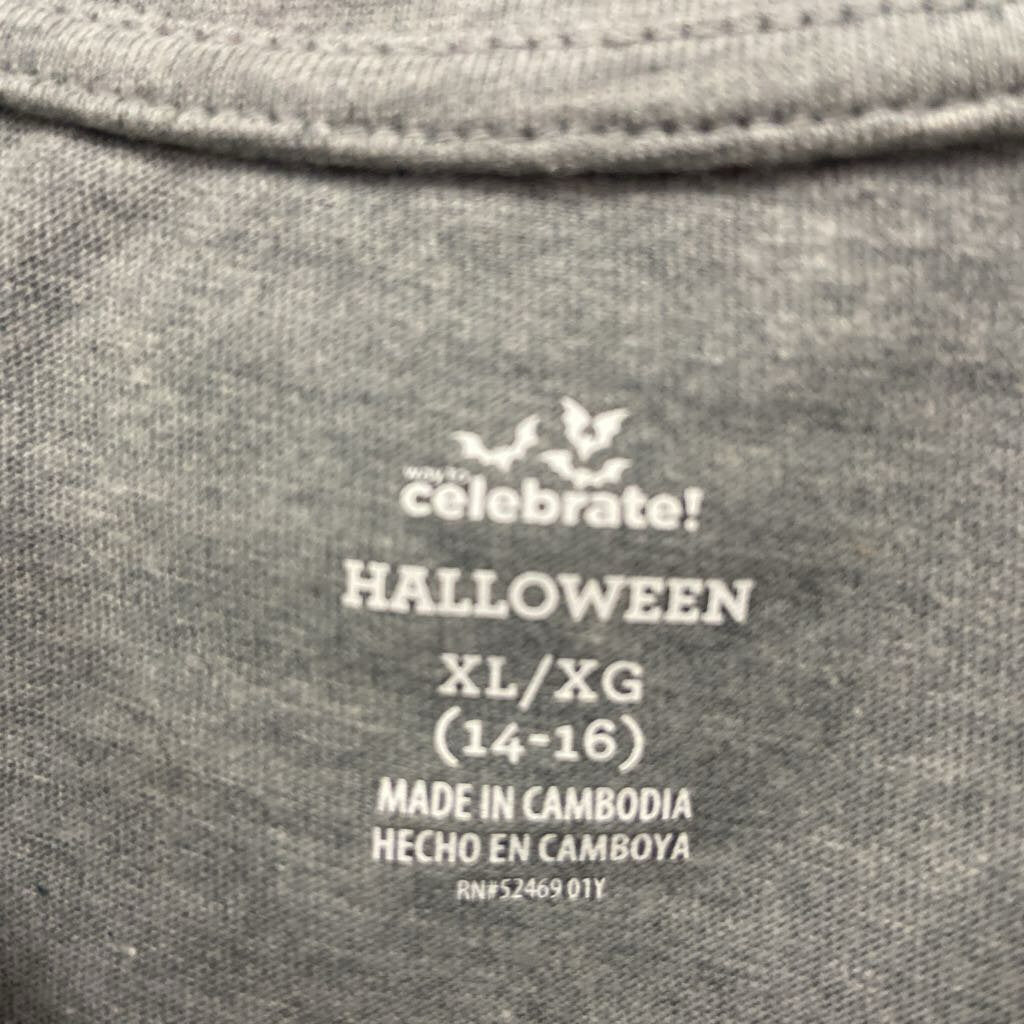 way to
celebrate!
HALLOWEEN
XL/XG
(14-16)
MADE IN CAMBODIA
HECHO EN CAMBOYA
RN#52469 01Y